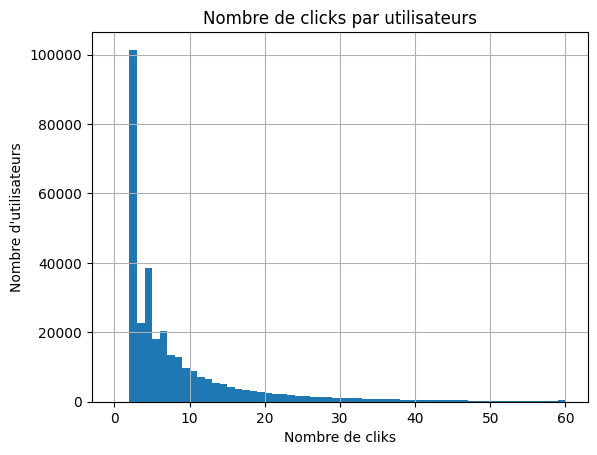 Nombre de clicks par utilisateurs
100000
80000
60000
40000
20000
0
Nombre d'utilisateurs
0 10 20 30 40 50 60
Nombre de cliks